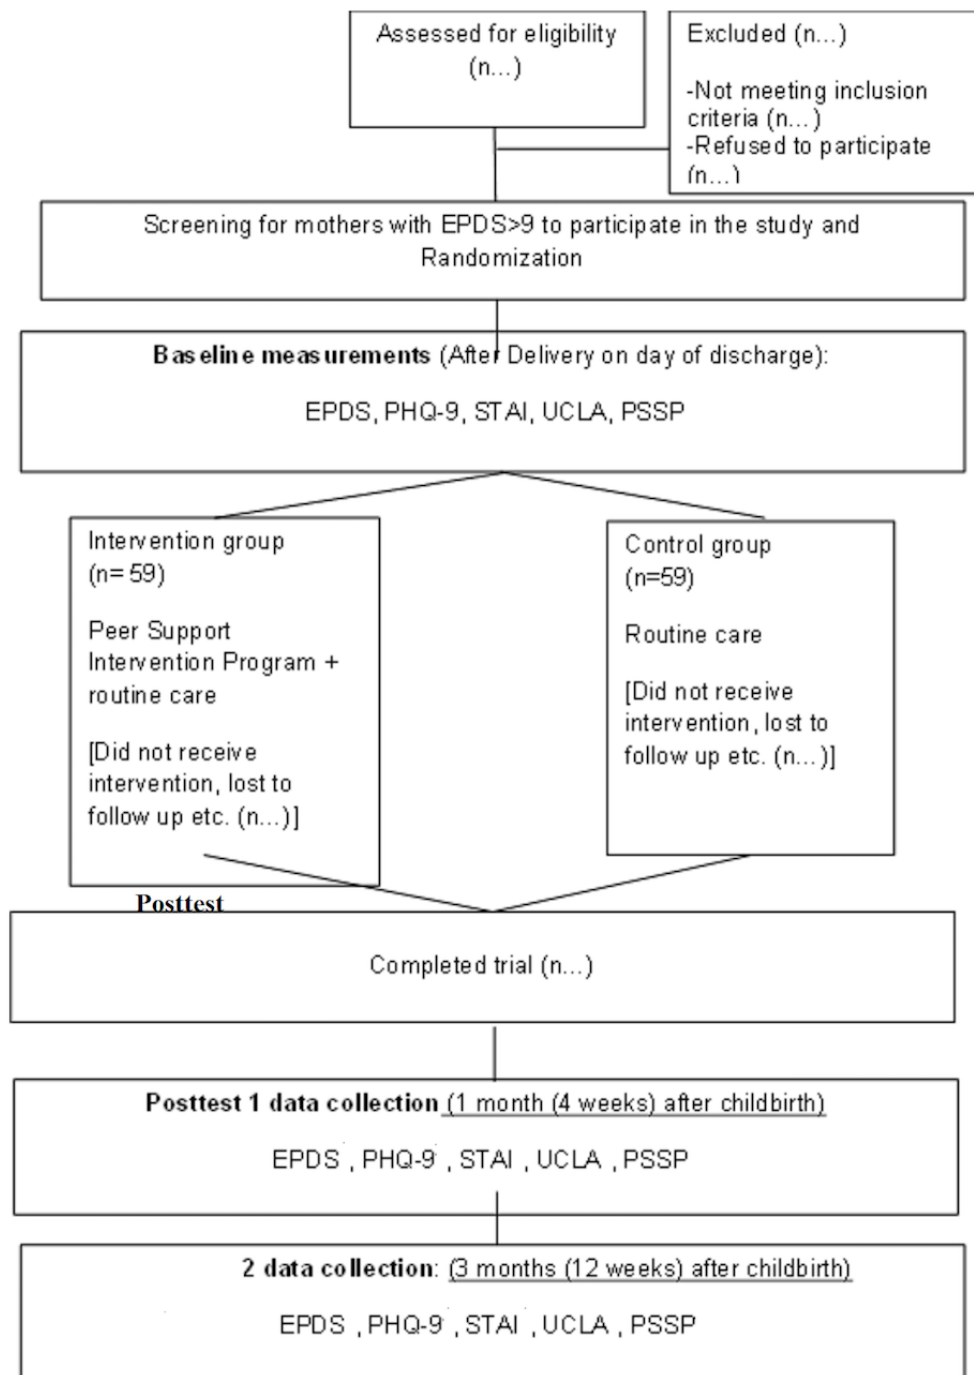 Assessed for eligibility
(n...)
Excluded (n...)
-Not meeting inclusion
criteria (n...)
-Refused to participate
(n...)
Screening for mothers with EPDS>9 to participate in the study and
Randomization
Baseline measurements (After Delivery on day of discharge):
EPDS, PHQ-9, STAI, UCLA, PSSP
Intervention group
(n= 59)
Peer Support
Intervention Program +
routine care
[Did not receive
intervention, lost to
follow up etc. (n...)]
Control group
(n=59)
Routine care
[Did not receive
intervention, lost to
follow up etc. (n...)]
Posttest
Completed trial (n...)
Posttest 1 data collection (1 month (4 weeks) after childbirth)
EPDS , PHQ-9 , STAI , UCLA , PSSP
2 data collection: (3 months (12 weeks) after childbirth)
EPDS , PHQ-9 , STAI , UCLA , PSSP